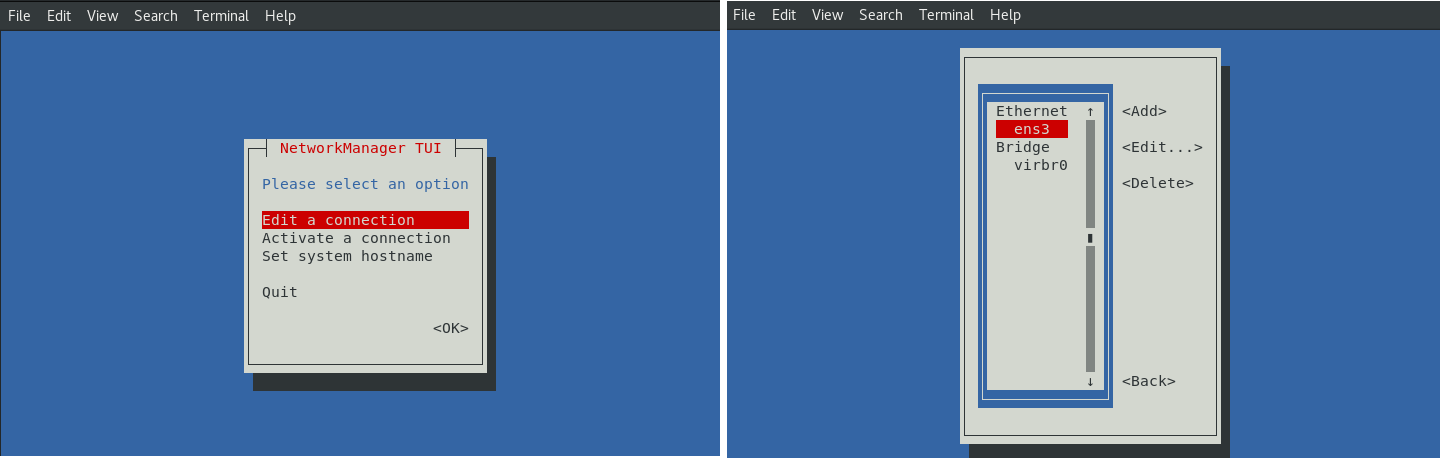 File Edit View Search Terminal Help
NetworkManager TUI
Please select an option
Edit a connection
Activate a connection
Set system hostname
Quit
<OK>
File Edit View Search Terminal Help
Ethernet ↑ <Add>
ens3
Bridge <Edit...>
virbr0
<Delete>
↓ <Back>